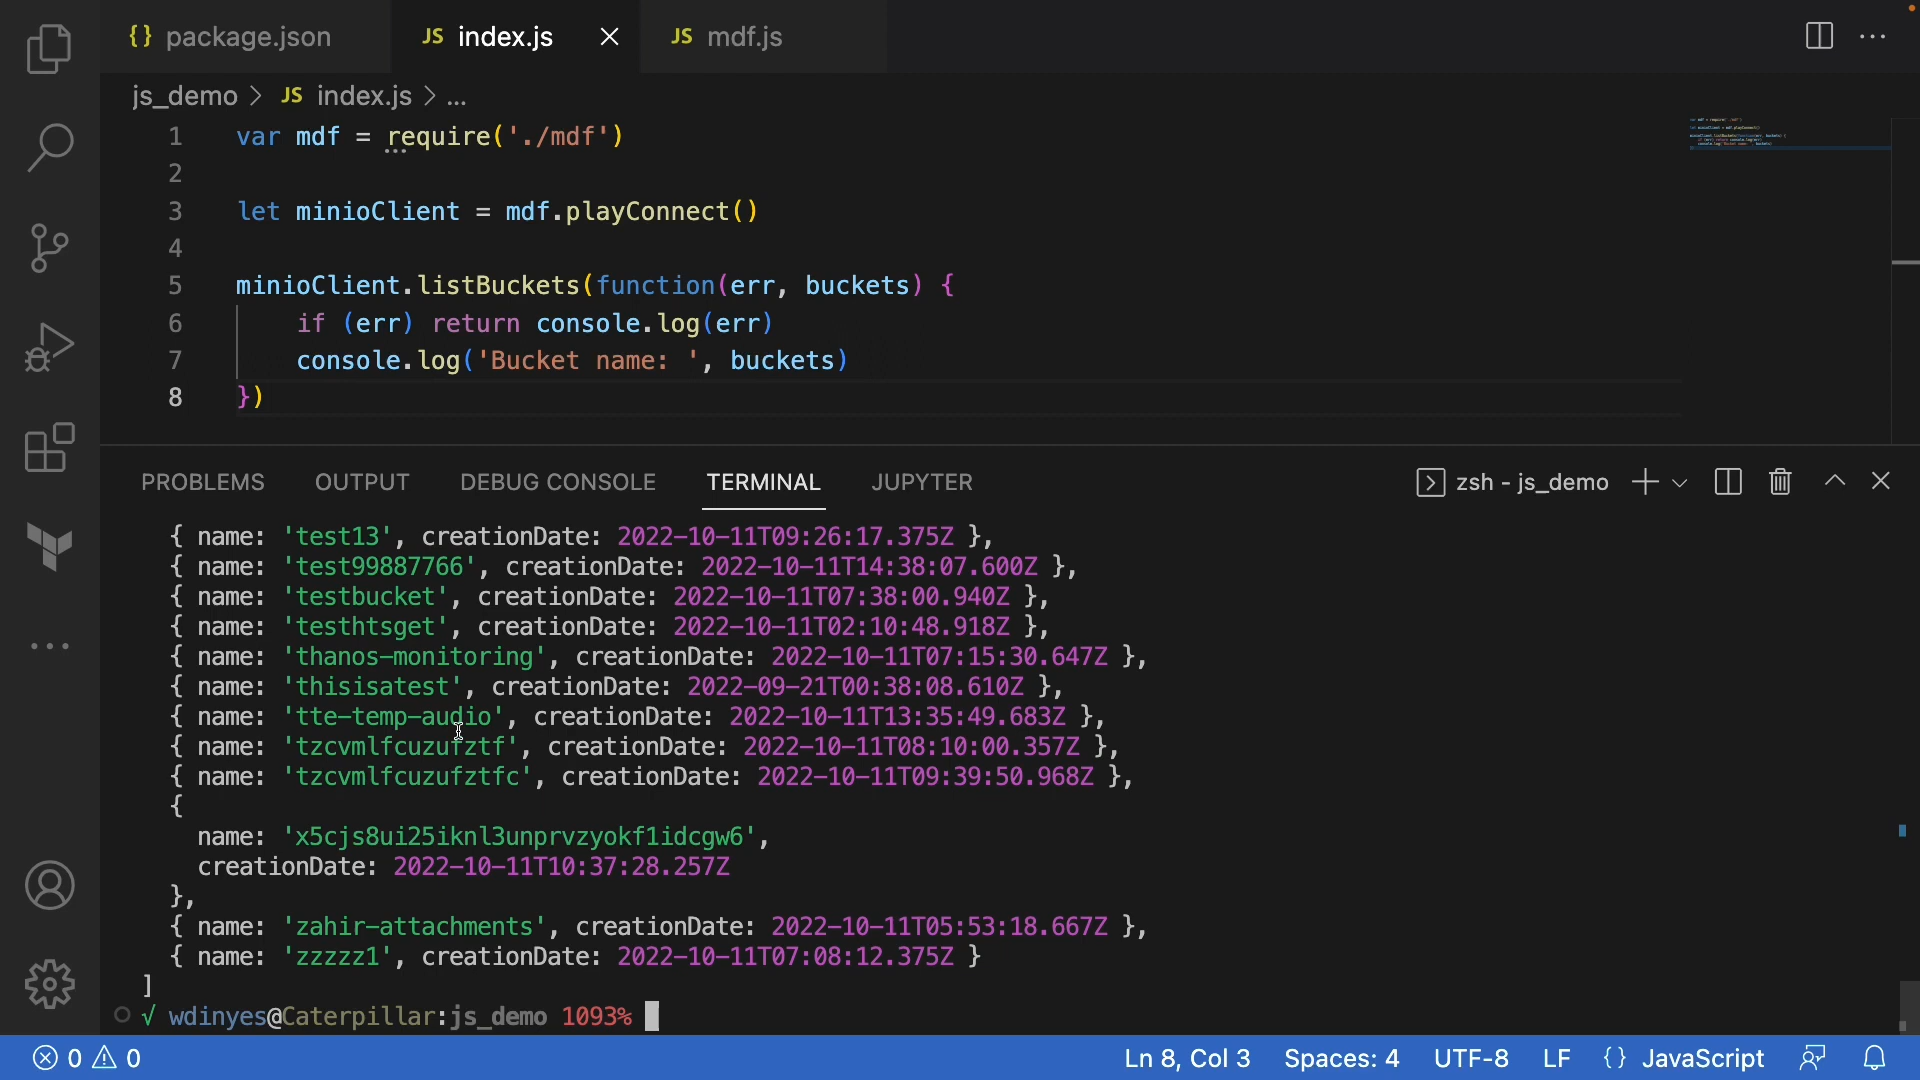 {} package.json
JS index.js
JS mdf.js
js_demo > JS index.js > ...
1 var mdf = require('./mdf')
2
3 let minioClient = mdf.playConnect()
4
5 minioClient.listBuckets(function(err, buckets) {
6 if (err) return console.log(err)
7 console.log('Bucket name: ', buckets)
8 })
PROBLEMS OUTPUT DEBUG CONSOLE TERMINAL JUPYTER zsh - js_demo
{ name: 'test13', creationDate: 2022-10-11T09:26:17.375Z },
{ name: 'test99887766', creationDate: 2022-10-11T14:38:07.600Z },
{ name: 'testbucket', creationDate: 2022-10-11T07:38:00.940Z },
{ name: 'testhtsget', creationDate: 2022-10-11T02:10:48.918Z },
{ name: 'thanos-monitoring', creationDate: 2022-10-11T07:15:30.647Z },
{ name: 'thisisatest', creationDate: 2022-09-21T00:38:08.610Z },
{ name: 'tte-temp-audio', creationDate: 2022-10-11T13:35:49.683Z },
{ name: 'tzcvmlfcuzufztf', creationDate: 2022-10-11T08:10:00.357Z },
{ name: 'tzcvmlfcuzufztfc', creationDate: 2022-10-11T09:39:50.968Z },
{
name: 'x5cjs8ui25iknl3unprvzyokf1idcgw6',
creationDate: 2022-10-11T10:37:28.257Z
},
{ name: 'zahir-attachments', creationDate: 2022-10-11T05:53:18.667Z },
{ name: 'zzzzz1', creationDate: 2022-10-11T07:08:12.375Z }
]
√ wdinyes@Caterpillar:js_demo 1093%
0 0 Ln 8, Col 3 Spaces: 4 UTF-8 LF {} JavaScript